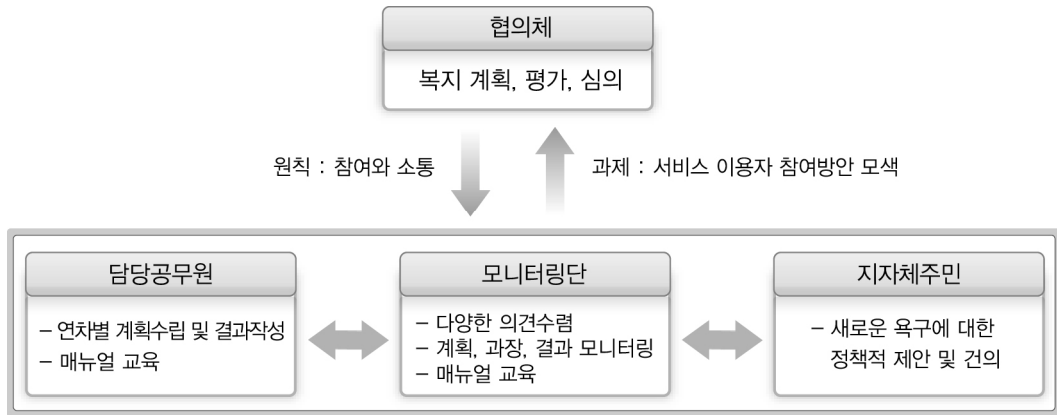 협의체
복지 계획, 평가, 심의
원칙 : 참여와 소통
과제 : 서비스 이용자 참여방안 모색
담당공무원
– 연차별 계획수립 및 결과작성
– 매뉴얼 교육
모니터링단
– 다양한 의견수렴
– 계획, 과장, 결과 모니터링
– 매뉴얼 교육
지자체주민
– 새로운 욕구에 대한
정책적 제안 및 건의